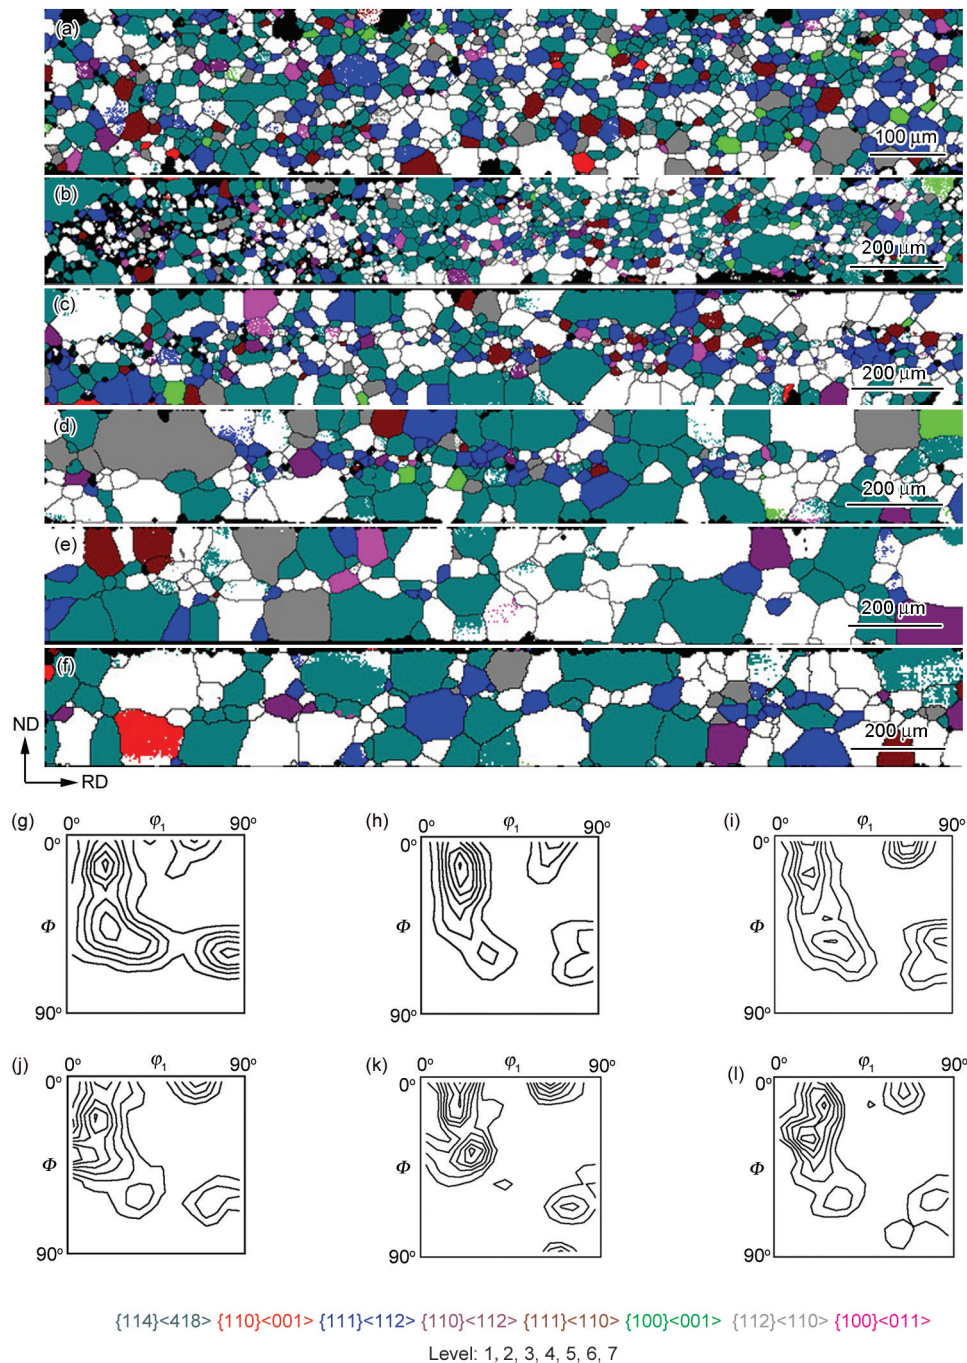 (a)
100 μm
(b)
200 μm
(c)
200 μm
(d)
200 μm
(e)
200 μm
(f)
200 μm
ND
RD
(g) 0° φ1 90°
0°
Φ
90°
(h) 0° φ1 90°
0°
Φ
90°
(i) 0° φ1 90°
0°
Φ
90°
(j) 0° φ1 90°
0°
Φ
90°
(k) 0° φ1 90°
0°
Φ
90°
(l) 0° φ1 90°
0°
Φ
90°
{114}<418> {110}<001> {111}<112> {110}<112> {111}<110> {100}<001> {112}<110> {100}<011>
Level: 1, 2, 3, 4, 5, 6, 7